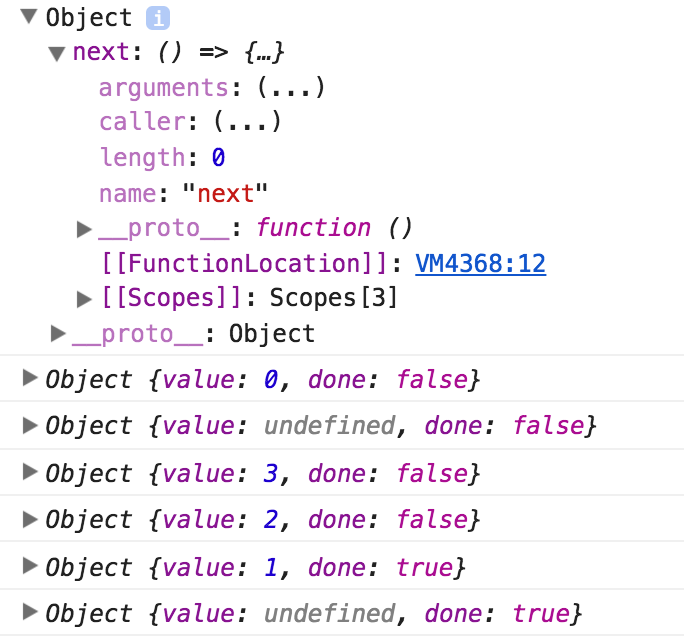 ▼ Object i
▼ next: () => {…}
arguments: (...)
caller: (...)
length: 0
name: "next"
▶ __proto__: function ()
[[FunctionLocation]]: VM4368:12
▶ [[Scopes]]: Scopes[3]
▶ __proto__: Object
▶ Object {value: 0, done: false}
▶ Object {value: undefined, done: false}
▶ Object {value: 3, done: false}
▶ Object {value: 2, done: false}
▶ Object {value: 1, done: true}
▶ Object {value: undefined, done: true}